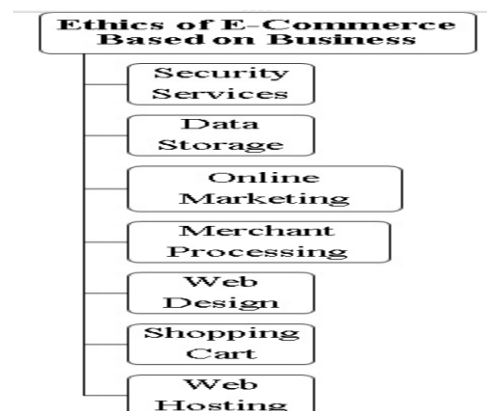 Ethics of E-Commerce
Based on Business
Security
Services
Data
Storage
Online
Marketing
Merchant
Processing
Web
Design
Shopping
Cart
Web
Hosting